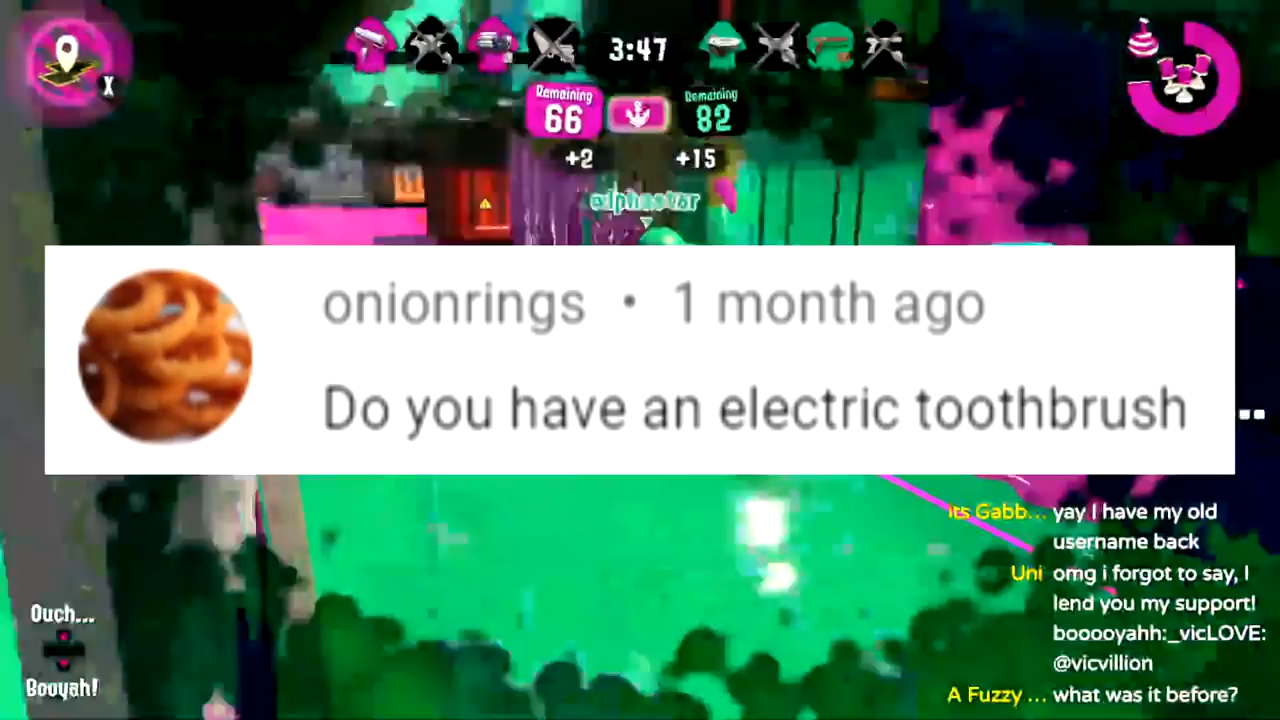 X
3:47
Remaining
66
Remaining
82
+2
+15
alphastar
onionrings • 1 month ago
Do you have an electric toothbrush
Its Gabb... yay I have my old
username back
Uni omg i forgot to say, I
lend you my support!
booooyahh:_vicLOVE:
@vicvillion
A Fuzzy ... what was it before?
Ouch...
Booyah!